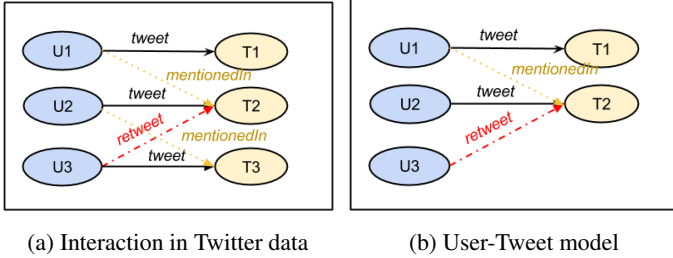 U1 tweet T1
mentionedIn
U2 tweet T2
retweet
mentionedIn
U3 tweet T3
(a) Interaction in Twitter data
U1 tweet T1
mentionedIn
U2 tweet T2
retweet
U3
(b) User-Tweet model